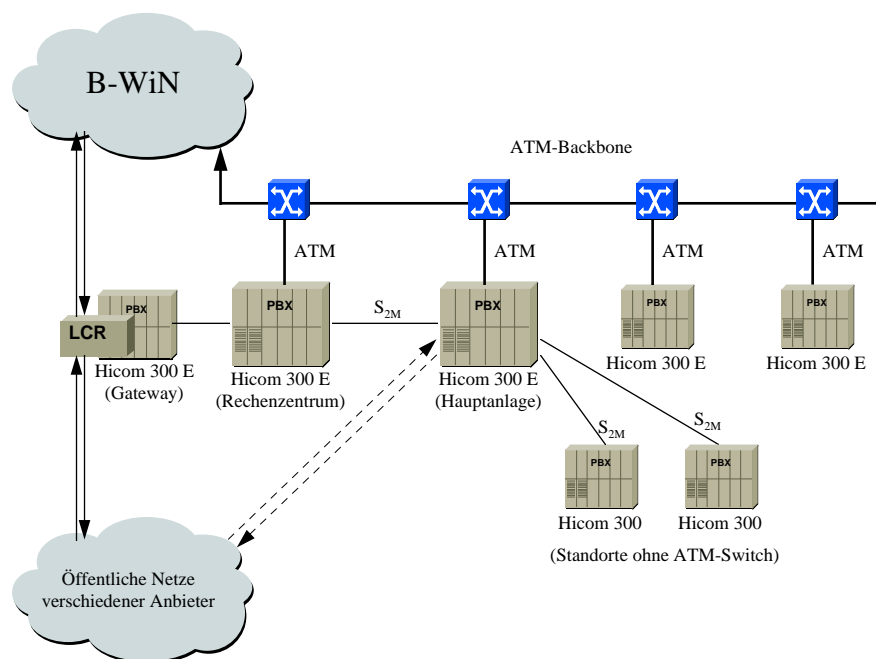 B-WiN
ATM-Backbone
ATM
ATM
ATM
ATM
PBX
LCR
PBX
S2M
PBX
PBX
PBX
Hicom 300 E
(Gateway)
Hicom 300 E
(Rechenzentrum)
Hicom 300 E
(Hauptanlage)
Hicom 300 E
Hicom 300 E
S2M
S2M
PBX
PBX
Hicom 300
Hicom 300
(Standorte ohne ATM-Switch)
Öffentliche Netze
verschiedener Anbieter